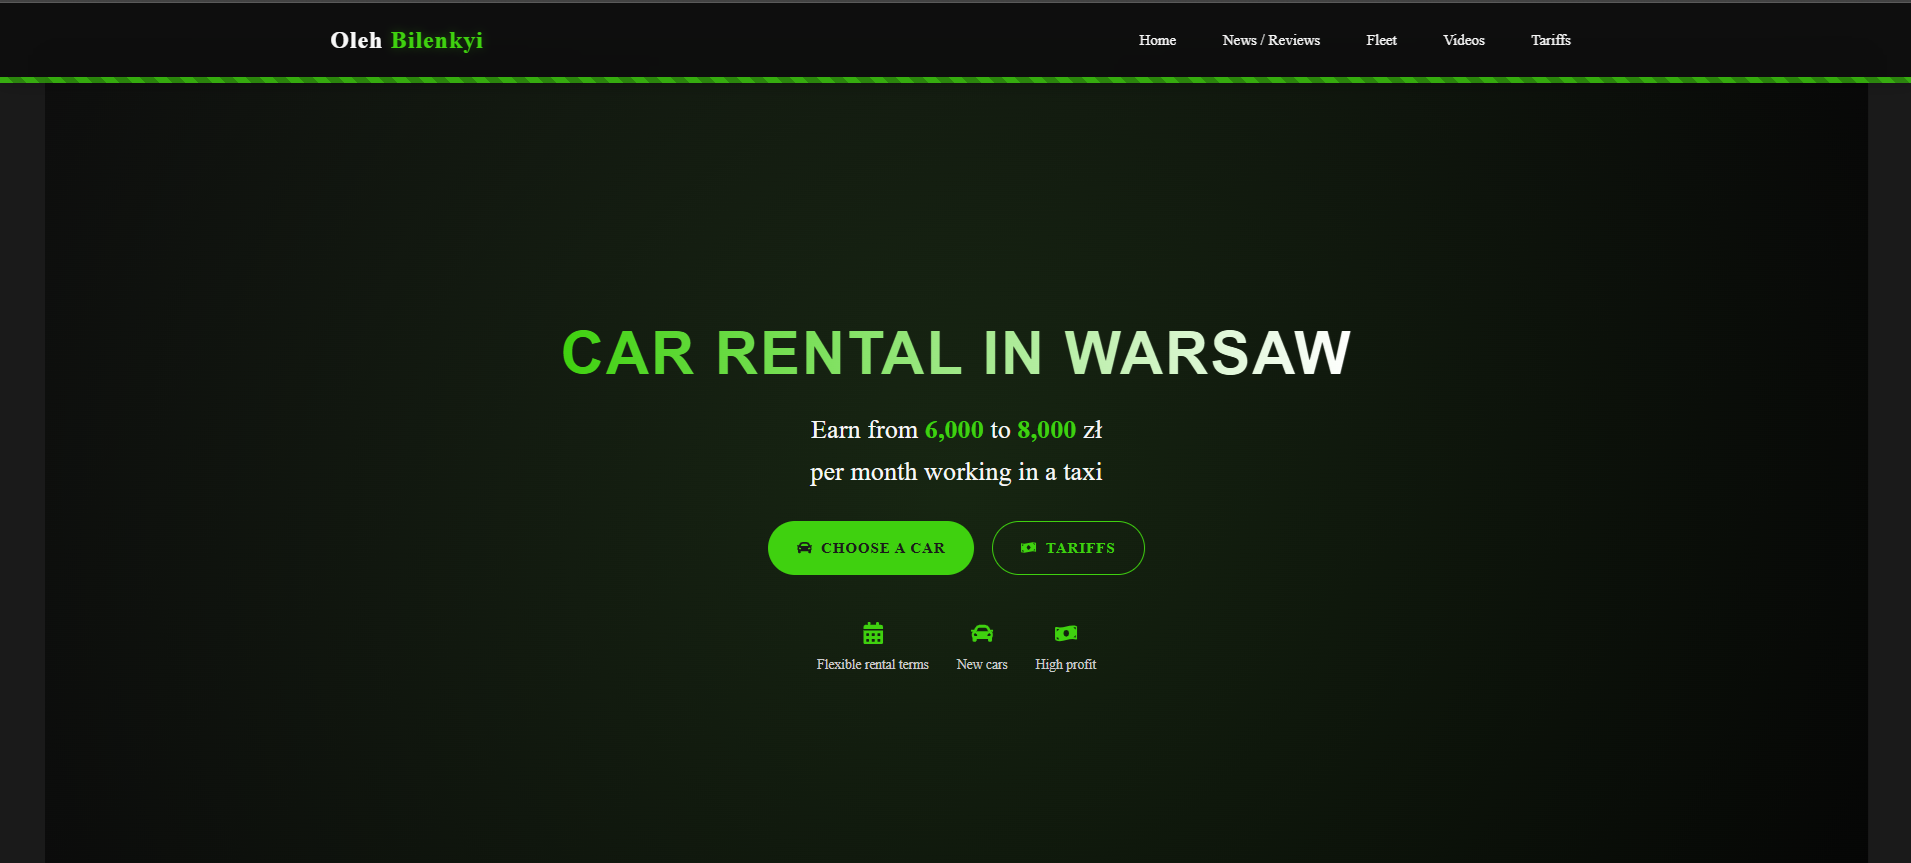 Oleh Bilenkyi
Home
News / Reviews
Fleet
Videos
Tariffs
CAR RENTAL IN WARSAW
Earn from 6,000 to 8,000 zł
per month working in a taxi
CHOOSE A CAR
TARIFFS
Flexible rental terms
New cars
High profit